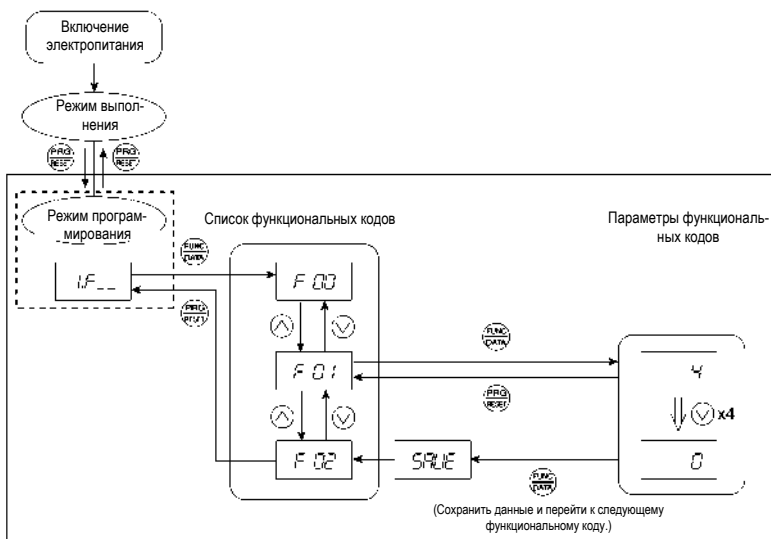 Включение
электропитания
Режим выпол-
нения
PRG
RESET
PRG
RESET
Режим програм-
мирования
1.F__
FUNC
DATA
PRG
RESET
Список функциональных кодов
F 00
F 01
F 02
FUNC
DATA
PRG
RESET
SAVE
FUNC
DATA
Параметры функциональ-
ных кодов
4
x4
0
(Сохранить данные и перейти к следующему
функциональному коду.)